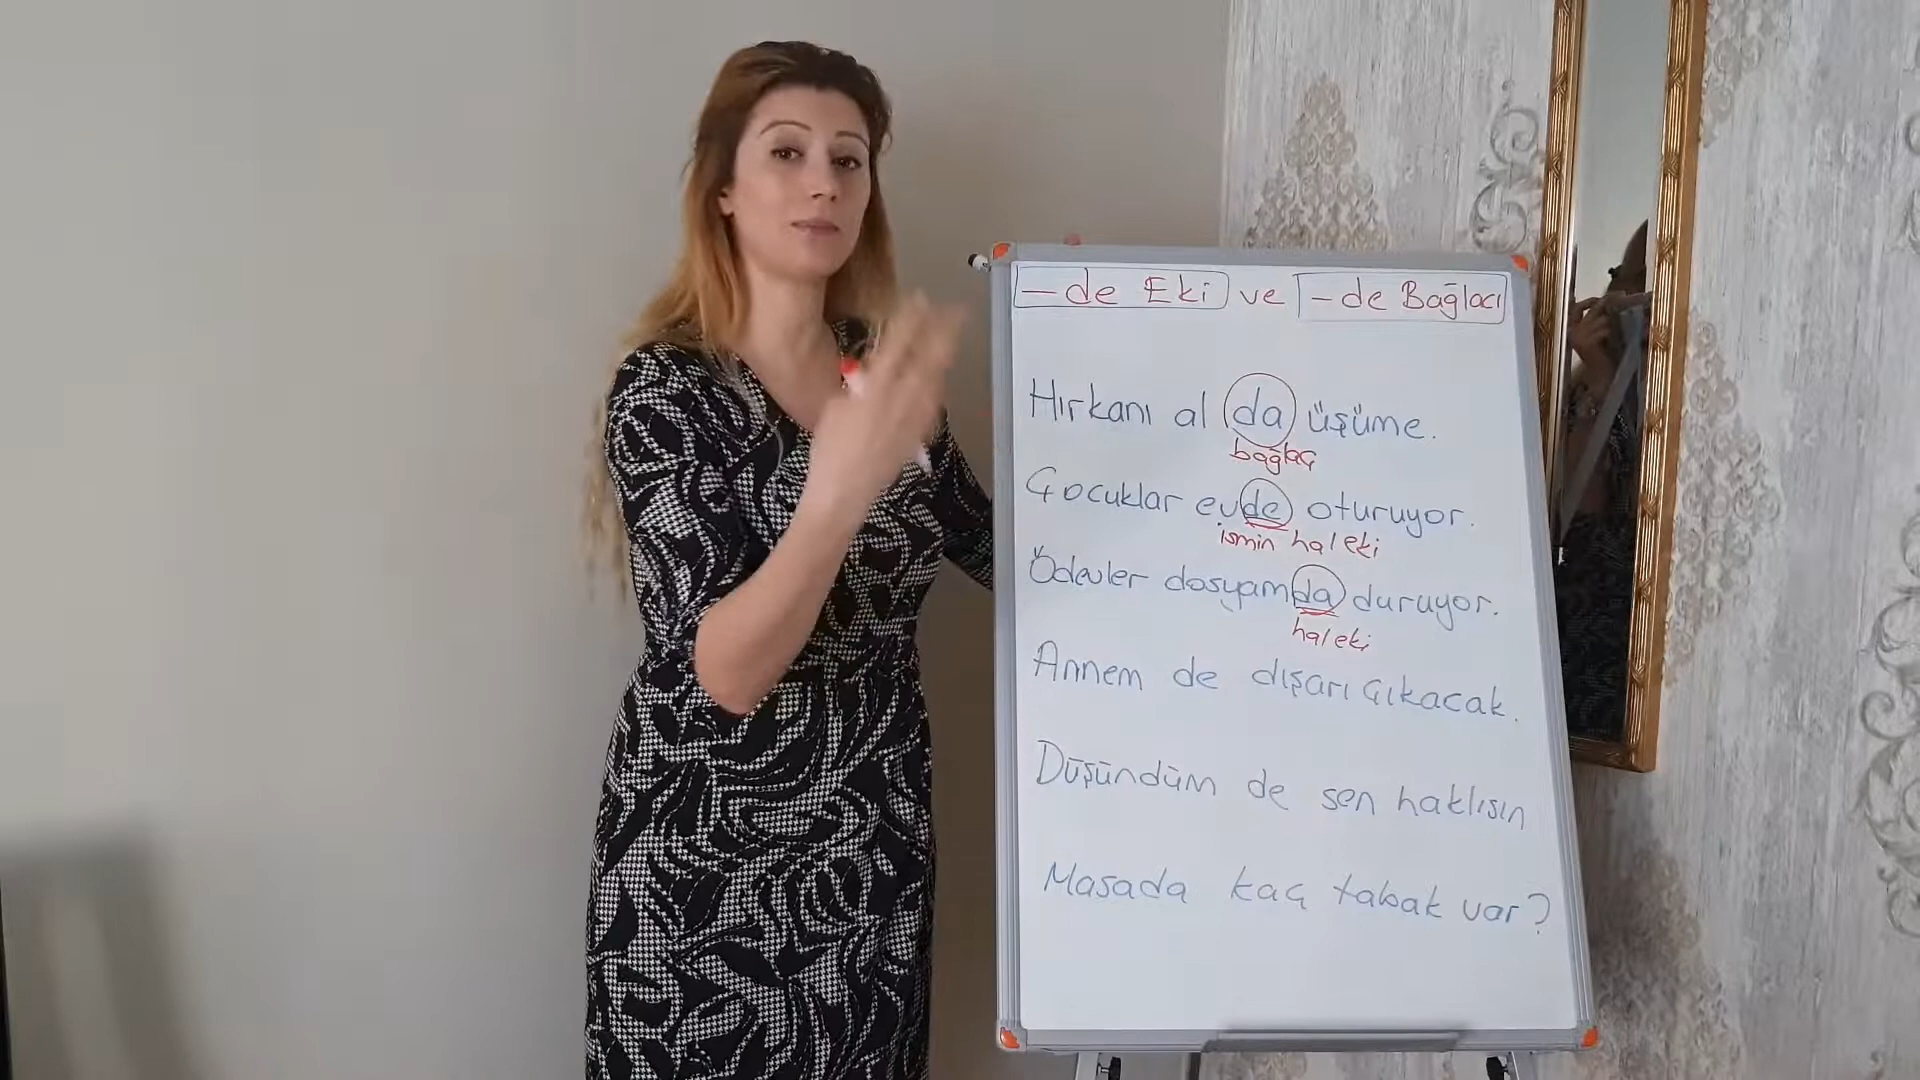 -de Eki ve -de Bağlacı
Hırkanı al da üşüme.
bağlaç
Çocuklar evde oturuyor.
ismin hal eki
Ödevler dosyamda duruyor.
hal eki
Annem de dışarı çıkacak.
Düşündüm de sen haklısın
Masada kaç tabak var?